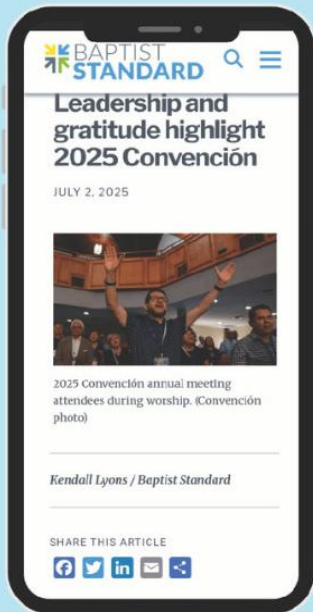 BAPTIST
STANDARD
Leadership and
gratitude highlight
2025 Convención
JULY 2, 2025
2025 Convención annual meeting
attendees during worship. (Convención
photo)
Kendall Lyons / Baptist Standard
SHARE THIS ARTICLE